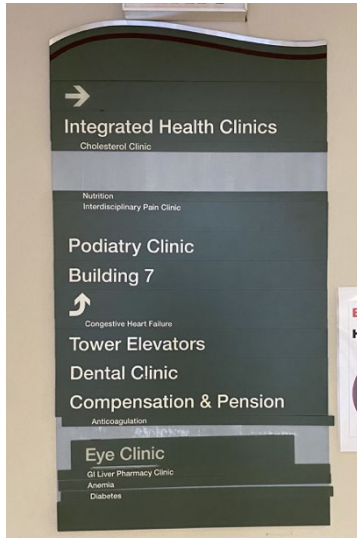 Integrated Health Clinics
Cholesterol Clinic
Nutrition
Interdisciplinary Pain Clinic
Podiatry Clinic
Building 7
Congestive Heart Failure
Tower Elevators
Dental Clinic
Compensation & Pension
Anticoagulation
Eye Clinic
GI Liver Pharmacy Clinic
Anemia
Diabetes